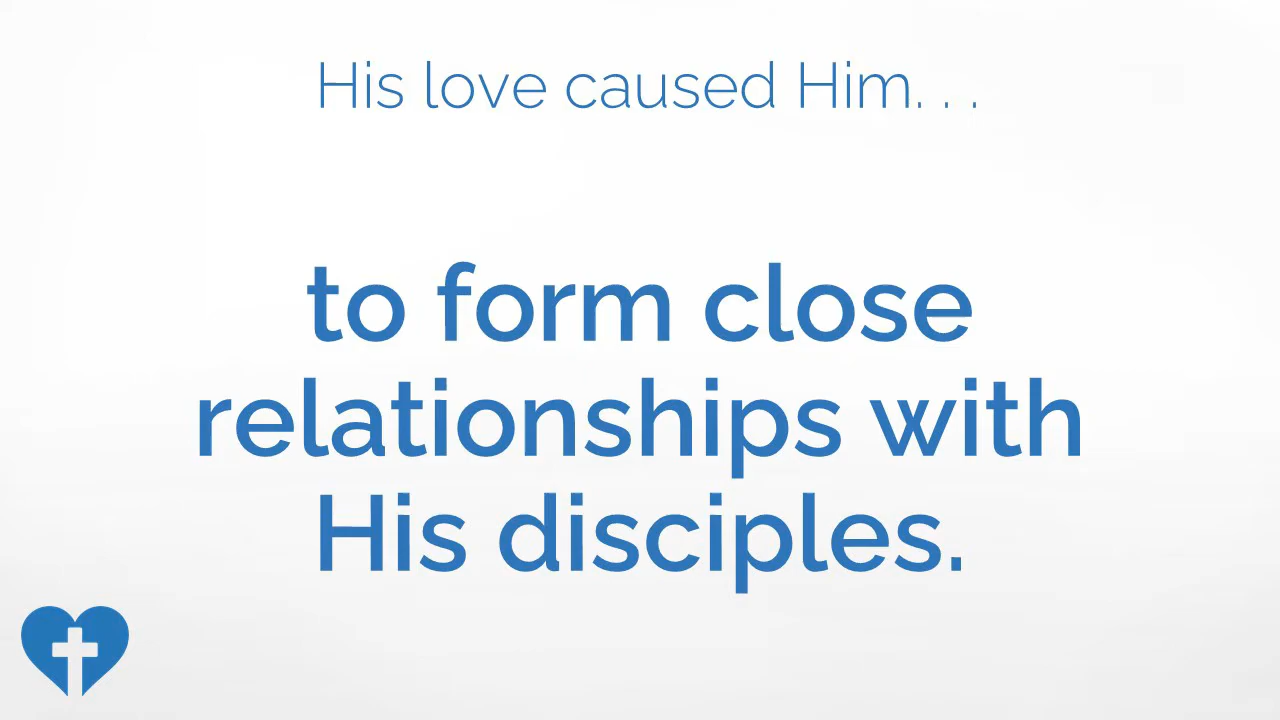 His love caused Him. . .
to form close
relationships with
His disciples.